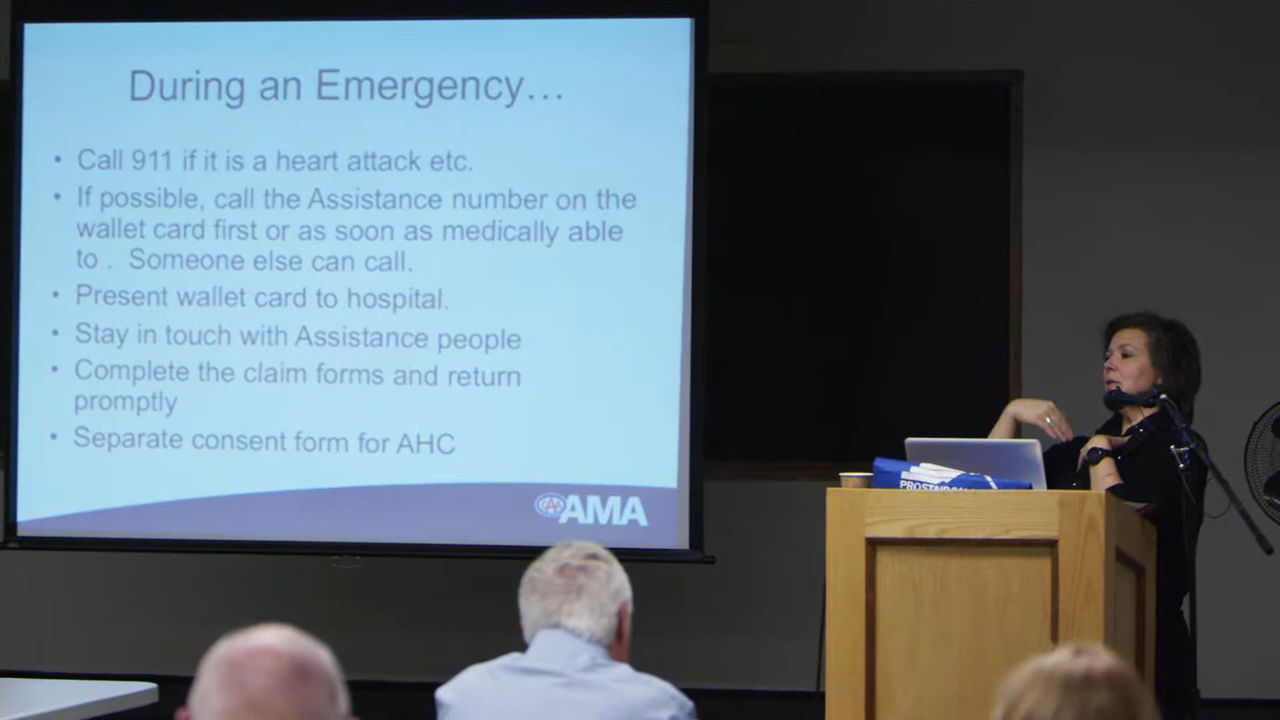 During an Emergency…
• Call 911 if it is a heart attack etc.
• If possible, call the Assistance number on the
wallet card first or as soon as medically able
to . Someone else can call.
• Present wallet card to hospital.
• Stay in touch with Assistance people
• Complete the claim forms and return
promptly
• Separate consent form for AHC
CAA AMA